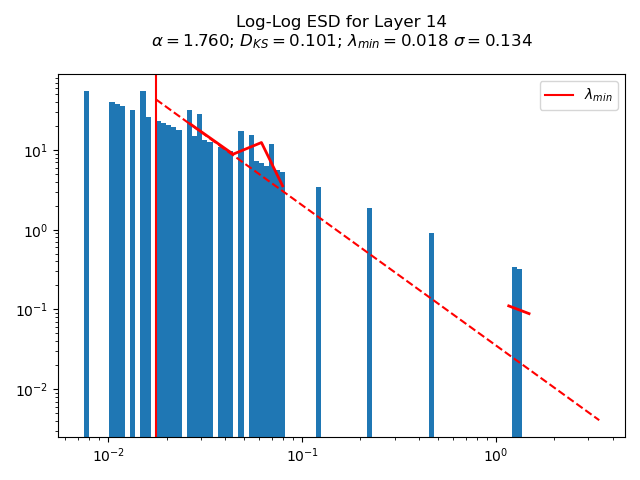 Log-Log ESD for Layer 14
α = 1.760; D_KS = 0.101; λ_min = 0.018 σ = 0.134
λ_min
10^1
10^0
10^-1
10^-2
10^-2 10^-1 10^0